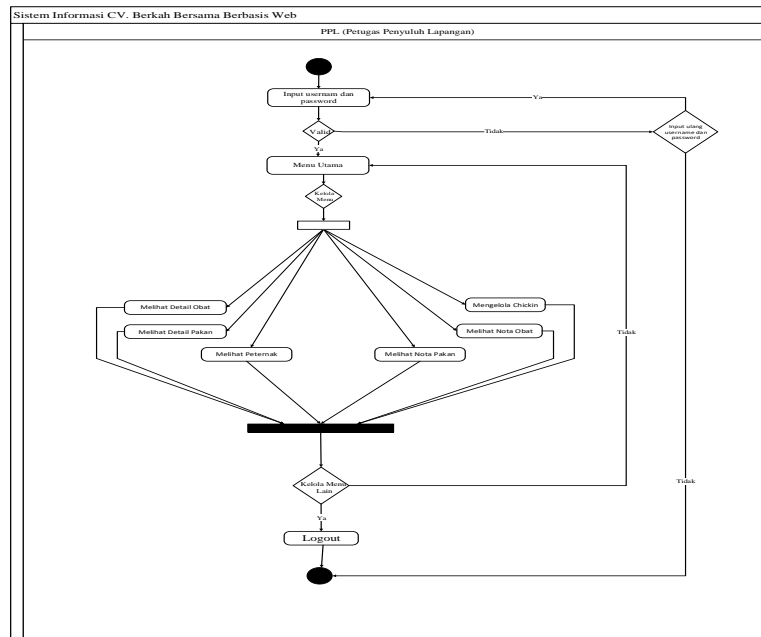 Sistem Informasi CV. Berkah Bersama Berbasis Web
PPL (Petugas Penyuluh Lapangan)
Input usernam dan
password
Ya
Valid
Tidak
Input ulang
username dan
password
Ya
Menu Utama
Kelola
Menu
Melihat Detail Obat
Mengelola Chickin
Melihat Detail Pakan
Melihat Nota Obat
Tidak
Melihat Peternak
Melihat Nota Pakan
Kelola Menu
Lain
Tidak
Ya
Logout